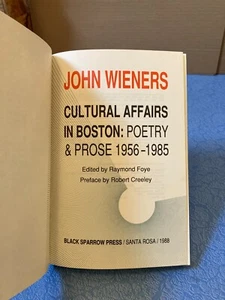 JOHN WIENERS
CULTURAL AFFAIRS
IN BOSTON: POETRY
& PROSE 1956–1985
Edited by Raymond Foye
Preface by Robert Creeley
BLACK SPARROW PRESS / SANTA ROSA / 1988